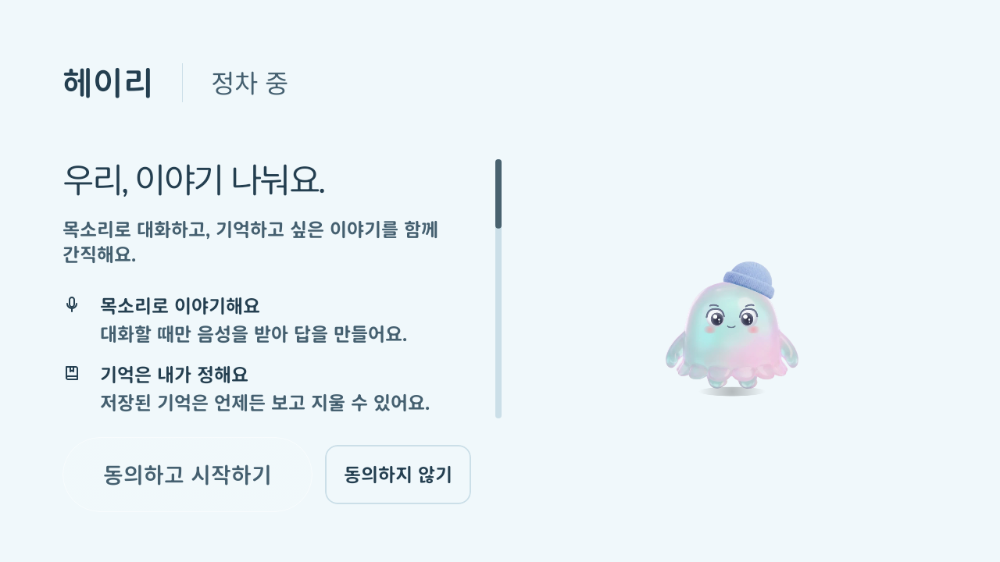 헤이리
정차 중
우리, 이야기 나눠요.
목소리로 대화하고, 기억하고 싶은 이야기를 함께
간직해요.
목소리로 이야기해요
대화할 때만 음성을 받아 답을 만들어요.
기억은 내가 정해요
저장된 기억은 언제든 보고 지울 수 있어요.
동의하고 시작하기
동의하지 않기